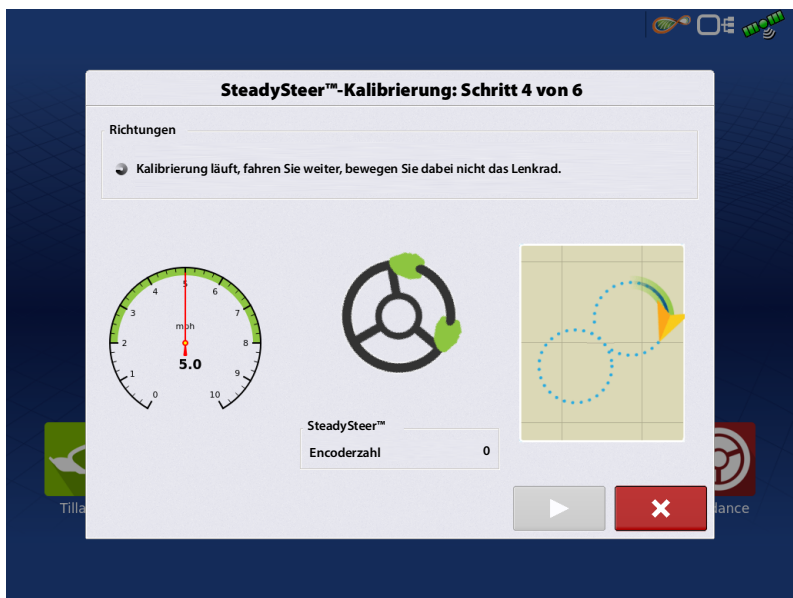 SteadySteer™-Kalibrierung: Schritt 4 von 6
Richtungen
Kalibrierung läuft, fahren Sie weiter, bewegen Sie dabei nicht das Lenkrad.
4
5
6
3
7
mph
2
8
5.0
1
9
0
10
SteadySteer™
Encoderzahl 0
Tilla
dance